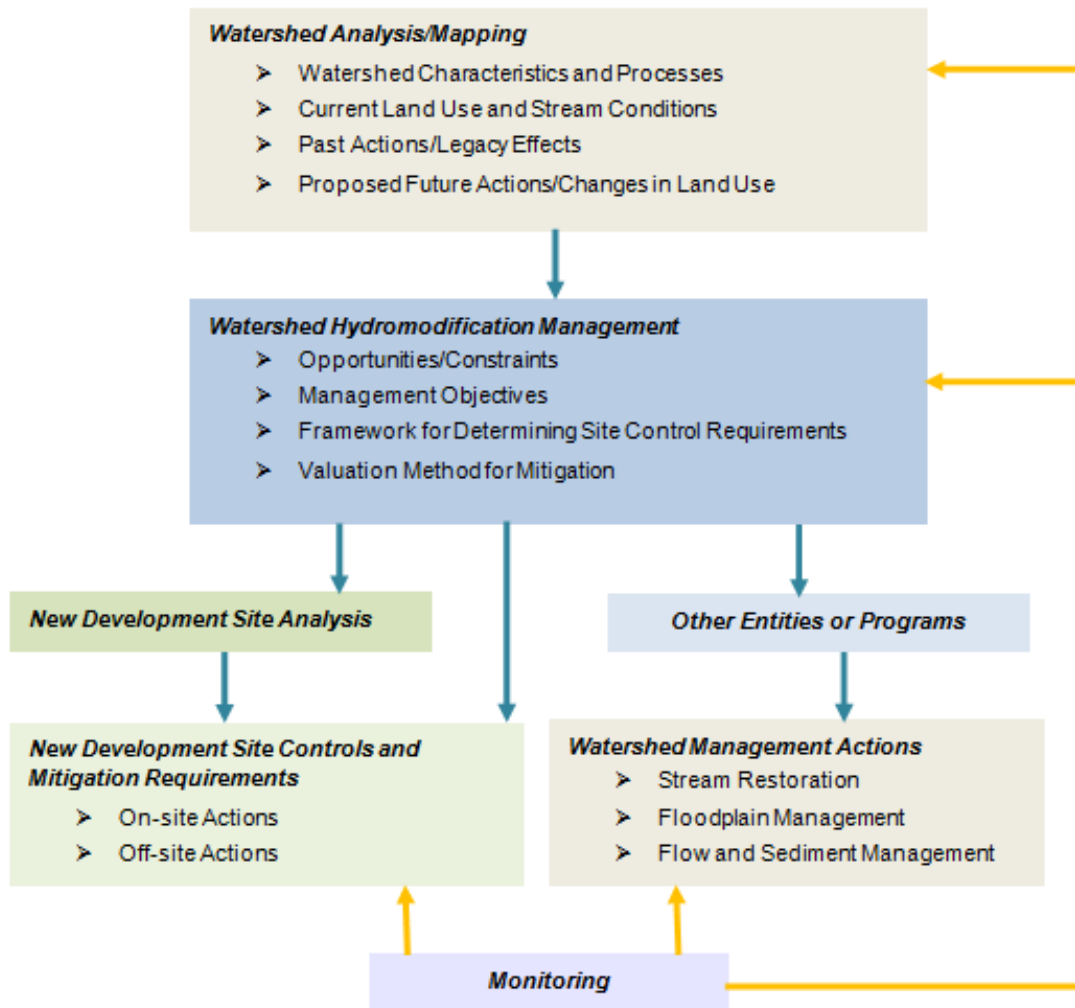 Watershed Analysis/Mapping
➤ Watershed Characteristics and Processes
➤ Current Land Use and Stream Conditions
➤ Past Actions/Legacy Effects
➤ Proposed Future Actions/Changes in Land Use
Watershed Hydromodification Management
➤ Opportunities/Constraints
➤ Management Objectives
➤ Framework for Determining Site Control Requirements
➤ Valuation Method for Mitigation
New Development Site Analysis
Other Entities or Programs
New Development Site Controls and
Mitigation Requirements
➤ On-site Actions
➤ Off-site Actions
Watershed Management Actions
➤ Stream Restoration
➤ Floodplain Management
➤ Flow and Sediment Management
Monitoring